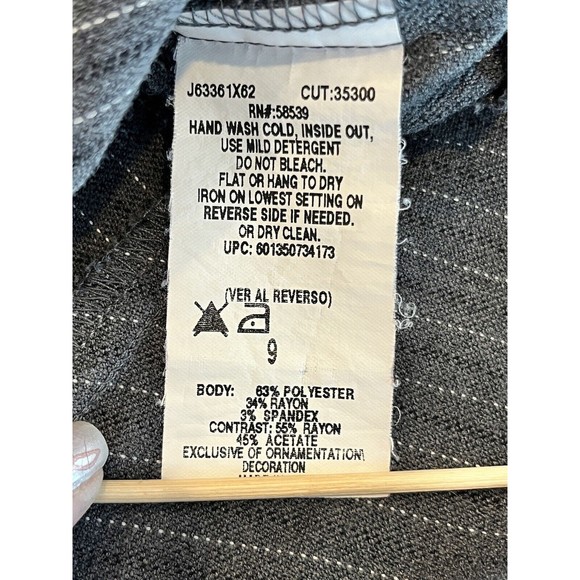 J63361X62 CUT:35300
RN#:58539
HAND WASH COLD, INSIDE OUT,
USE MILD DETERGENT
DO NOT BLEACH.
FLAT OR HANG TO DRY
IRON ON LOWEST SETTING ON
REVERSE SIDE IF NEEDED.
OR DRY CLEAN.
UPC: 601350734173
(VER AL REVERSO)
9
BODY: 63% POLYESTER
34% RAYON
3% SPANDEX
CONTRAST: 55% RAYON
45% ACETATE
EXCLUSIVE OF ORNAMENTATION
DECORATION